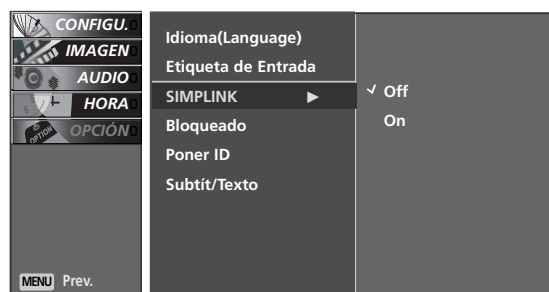 CONFIGU.
IMAGEN
AUDIO
HORA
OPCIÓN
MENU Prev.
Idioma(Language)
Etiqueta de Entrada
SIMPLINK ►
Bloqueado
Poner ID
Subtít/Texto
✓ Off
On